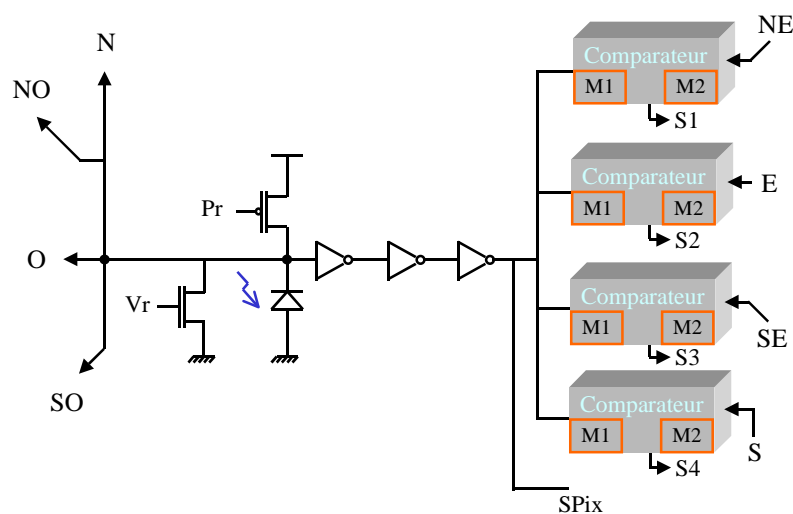 N
NE
NO
Comparateur
M1 M2
S1
Comparateur
M1 M2
E
S2
Pr
O
Vr
Comparateur
M1 M2
SE
S3
SO
Comparateur
M1 M2
S
S4
SPix